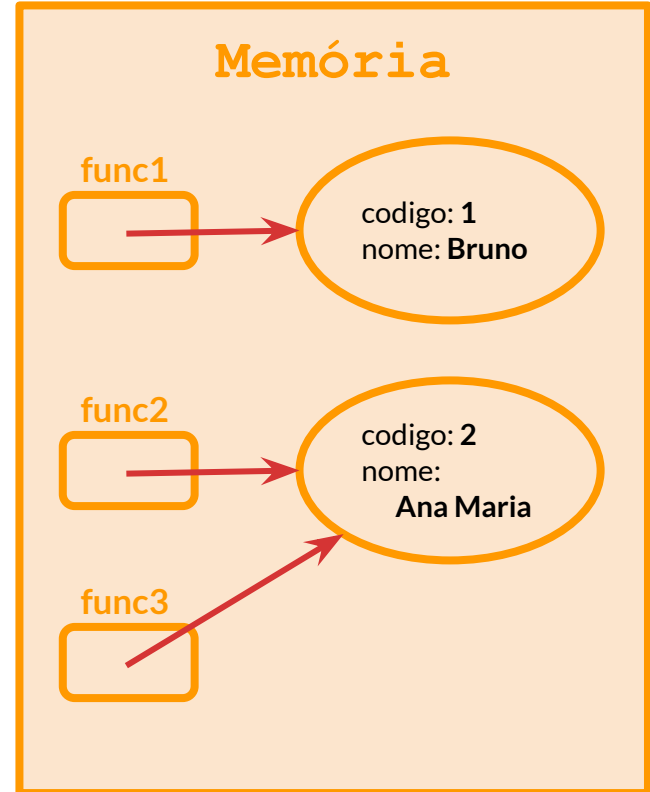 Memória
func1
codigo: 1
nome: Bruno
func2
codigo: 2
nome:
Ana Maria
func3